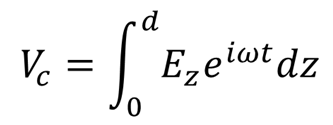 V_c = ∫_0^d E_z e^{iωt} dz